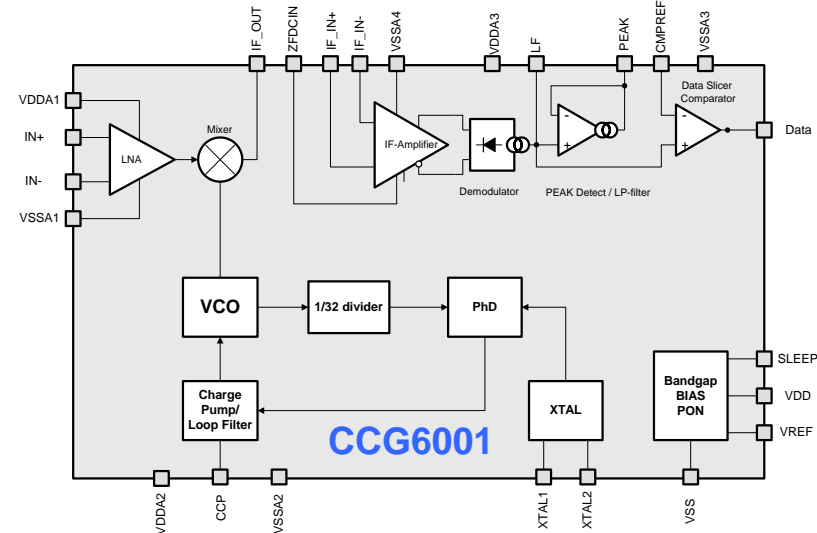 IF_OUT
ZFDCIN
IF_IN+
IF_IN-
VSSA4
VDDA3
LF
PEAK
CMPREF
VSSA3
VDDA1
IN+
IN-
VSSA1
LNA
Mixer
IF-Amplifier
Demodulator
-
+
PEAK Detect / LP-filter
Data Slicer
Comparator
-
+
Data
VCO
1/32 divider
PhD
Charge
Pump/
Loop Filter
XTAL
Bandgap
BIAS
PON
SLEEP
VDD
VREF
CCG6001
VDDA2
CCP
VSSA2
XTAL1
XTAL2
VSS